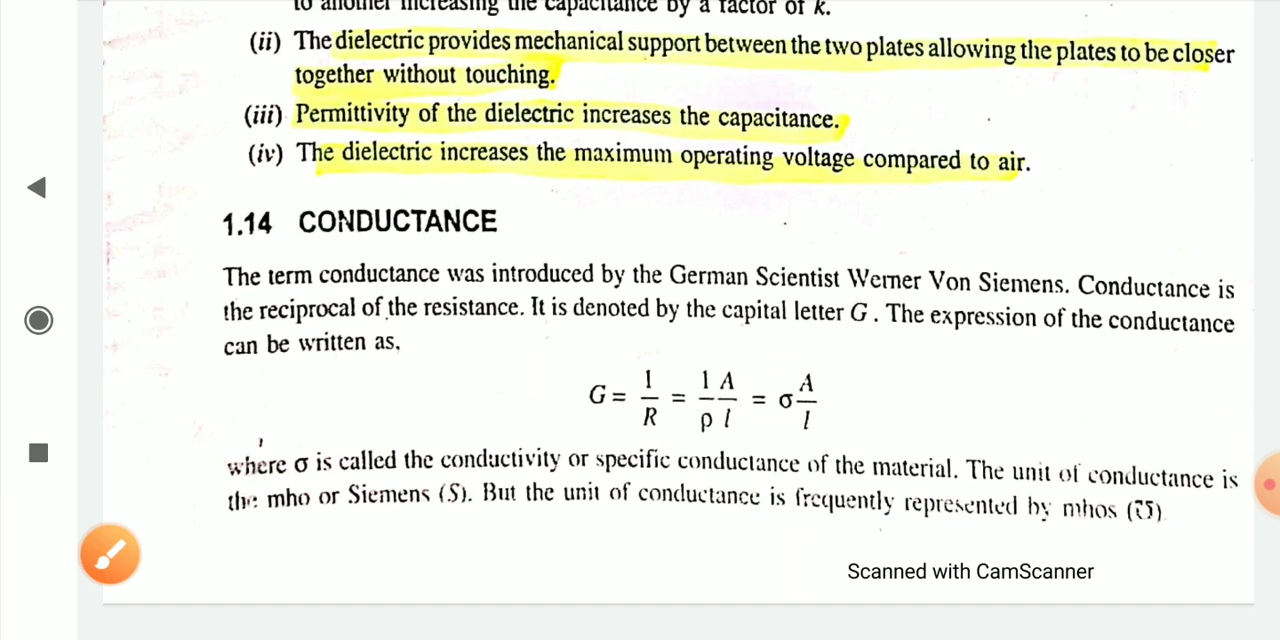 to another increasing the capacitance by a factor of k.
(ii) The dielectric provides mechanical support between the two plates allowing the plates to be closer
together without touching.
(iii) Permittivity of the dielectric increases the capacitance.
(iv) The dielectric increases the maximum operating voltage compared to air.
1.14 CONDUCTANCE
The term conductance was introduced by the German Scientist Werner Von Siemens. Conductance is
the reciprocal of the resistance. It is denoted by the capital letter G. The expression of the conductance
can be written as,
G = 1/R = 1/ρ A/l = σ A/l
where σ is called the conductivity or specific conductance of the material. The unit of conductance is
the mho or Siemens (S). But the unit of conductance is frequently represented by mhos (℧)
Scanned with CamScanner